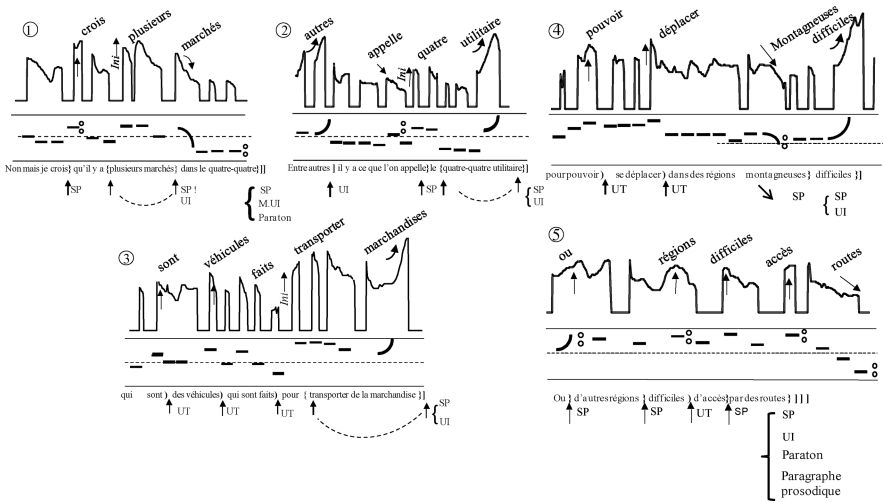 ①
crois
Ini
plusieurs
marchés
Non mais je crois} qu'il y a {plusieurs marchés} dans le quatre-quatre}]]
SP
SP !
UI
SP
M.UI
Paraton
②
autres
appelle
Ini
quatre
utilitaire
Entre autres ] il y a ce que l'on appelle}le {quatre-quatre utilitaire}]
UI
SP
SP
UI
④
pouvoir
déplacer
Montagneuses
difficiles
pour pouvoir ) se déplacer ) dans des régions montagneuses} difficiles }]
UT
UT
SP
SP
UI
③
sont
véhicules
faits
Ini
transporter
marchandises
qui sont ) des véhicules) qui sont faits) pour { transporter de la marchandise }]
UT
UT
UT
SP
UI
⑤
ou
régions
difficiles
accès
routes
Ou } d'autres régions } difficiles ) d'accès}par des routes } ] ] ]
SP
SP
UT
SP
SP
UI
Paraton
Paragraphe
prosodique